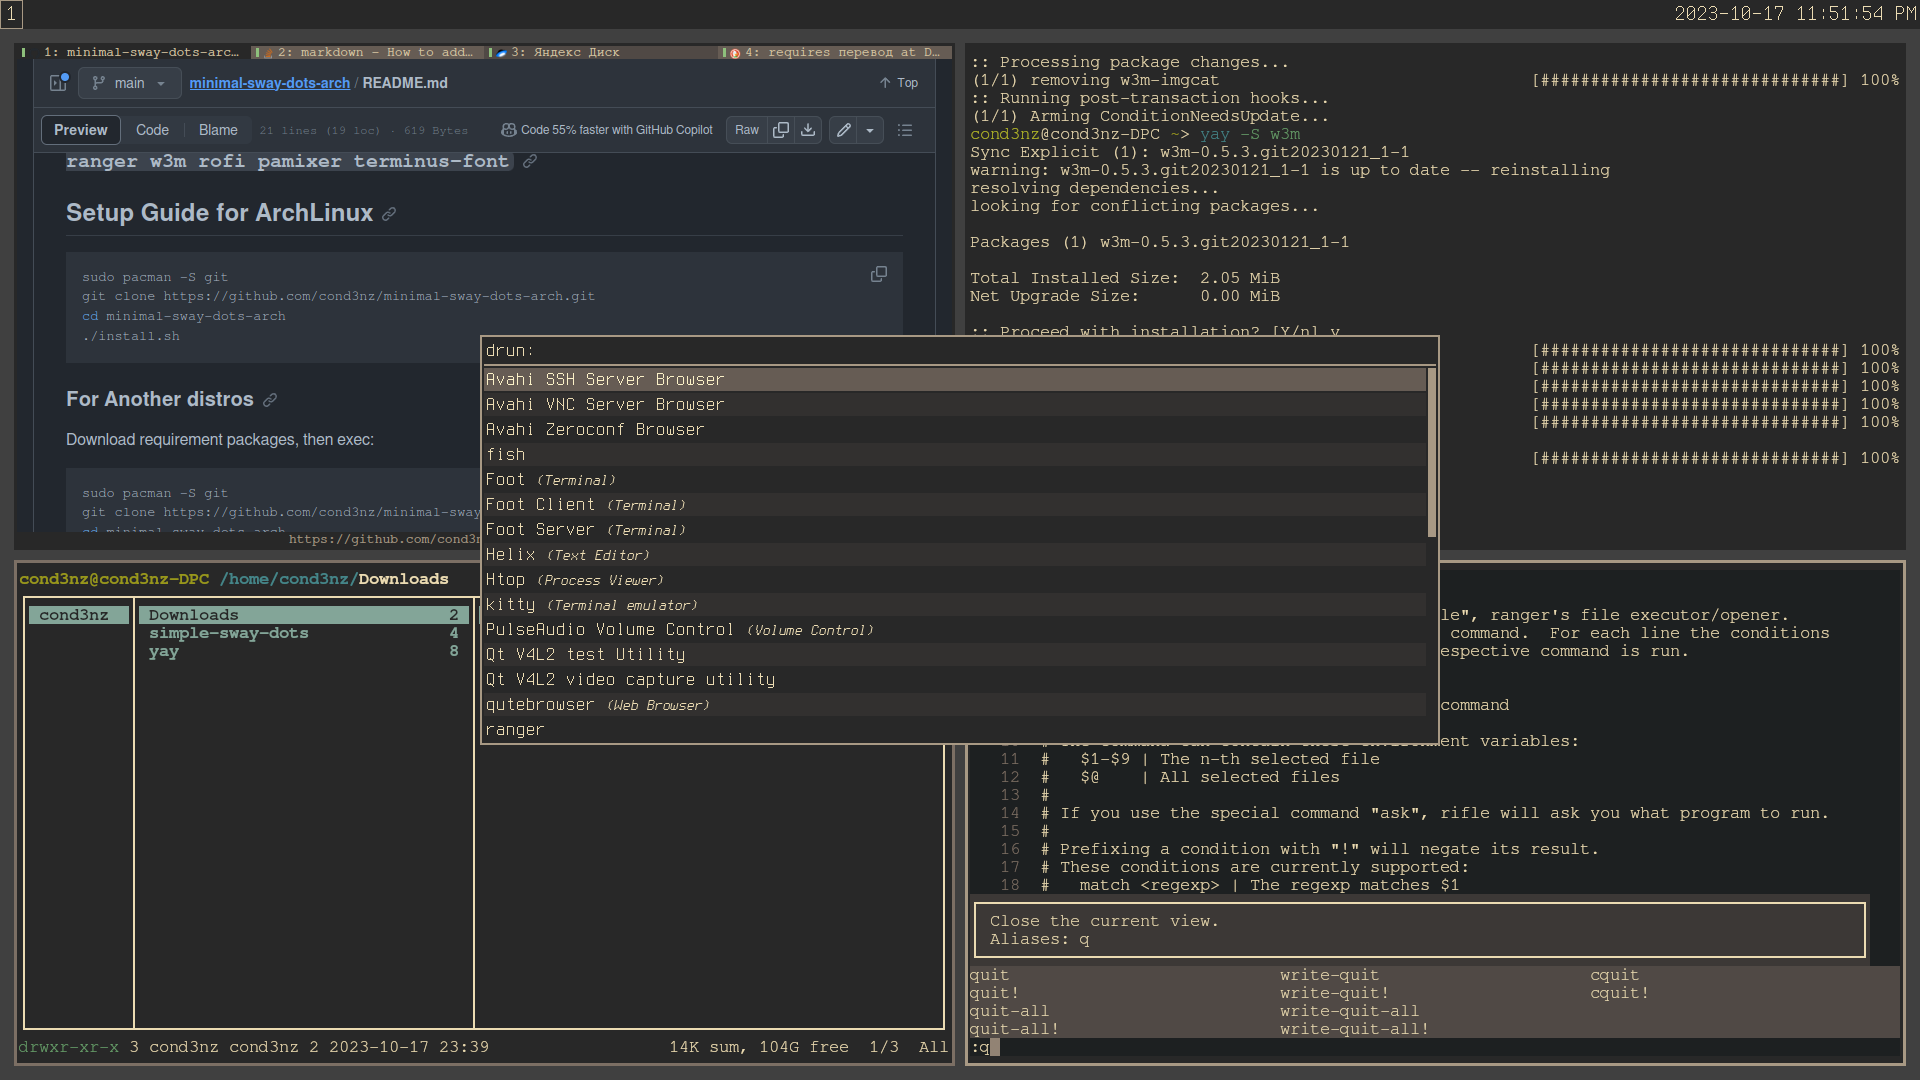 1
2023-10-17 11:51:54 PM
1: minimal-sway-dots-arc…
2: markdown - How to add…
3: Яндекс Диск
4: requires перевод at D…
main
minimal-sway-dots-arch / README.md
Top
Preview Code Blame 21 lines (19 loc) · 619 Bytes Code 55% faster with GitHub Copilot Raw
ranger w3m rofi pamixer terminus-font
Setup Guide for ArchLinux
sudo pacman -S git
git clone https://github.com/cond3nz/minimal-sway-dots-arch.git
cd minimal-sway-dots-arch
./install.sh
For Another distros
Download requirement packages, then exec:
sudo pacman -S git
git clone https://github.com/cond3nz/minimal-sway
cd minimal-sway-dots-arch
https://github.com/cond3n
:: Processing package changes...
(1/1) removing w3m-imgcat [##############################] 100%
:: Running post-transaction hooks...
(1/1) Arming ConditionNeedsUpdate...
cond3nz@cond3nz-DPC ~> yay -S w3m
Sync Explicit (1): w3m-0.5.3.git20230121_1-1
warning: w3m-0.5.3.git20230121_1-1 is up to date -- reinstalling
resolving dependencies...
looking for conflicting packages...
Packages (1) w3m-0.5.3.git20230121_1-1
Total Installed Size: 2.05 MiB
Net Upgrade Size: 0.00 MiB
:: Proceed with installation? [Y/n] y
[##############################] 100%
[##############################] 100%
[##############################] 100%
[##############################] 100%
[##############################] 100%
[##############################] 100%
drun:
Avahi SSH Server Browser
Avahi VNC Server Browser
Avahi Zeroconf Browser
fish
Foot (Terminal)
Foot Client (Terminal)
Foot Server (Terminal)
Helix (Text Editor)
Htop (Process Viewer)
kitty (Terminal emulator)
PulseAudio Volume Control (Volume Control)
Qt V4L2 test Utility
Qt V4L2 video capture utility
qutebrowser (Web Browser)
ranger
cond3nz@cond3nz-DPC /home/cond3nz/Downloads
cond3nz
Downloads 2
simple-sway-dots 4
yay 8
drwxr-xr-x 3 cond3nz cond3nz 2 2023-10-17 23:39 14K sum, 104G free 1/3 All
le", ranger's file executor/opener.
command. For each line the conditions
espective command is run.
command
nt variables:
11 # $1-$9 | The n-th selected file
12 # $@ | All selected files
13 #
14 # If you use the special command "ask", rifle will ask you what program to run.
15 #
16 # Prefixing a condition with "!" will negate its result.
17 # These conditions are currently supported:
18 # match <regexp> | The regexp matches $1
Close the current view.
Aliases: q
quit write-quit cquit
quit! write-quit! cquit!
quit-all write-quit-all
quit-all! write-quit-all!
:q